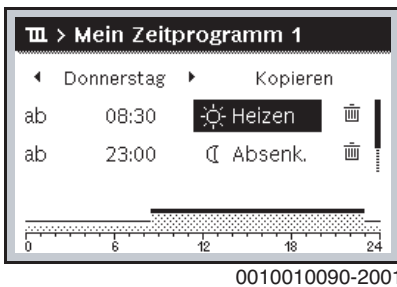 > Mein Zeitprogramm 1
Donnerstag Kopieren
ab 08:30 Heizen
ab 23:00 Absenk.
0 6 12 18 24
0010010090-2001